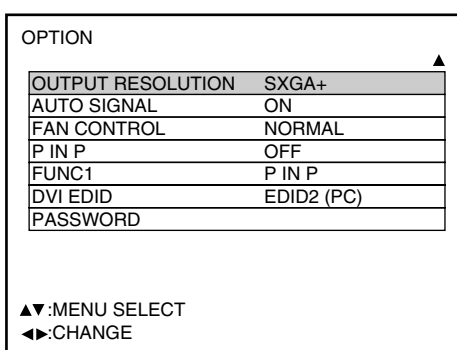 OPTION
▲
OUTPUT RESOLUTION SXGA+
AUTO SIGNAL ON
FAN CONTROL NORMAL
P IN P OFF
FUNC1 P IN P
DVI EDID EDID2 (PC)
PASSWORD
▲▼:MENU SELECT
◀▶:CHANGE